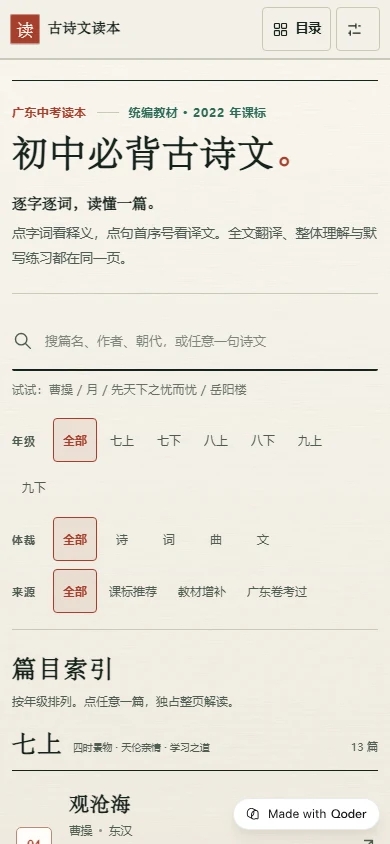 读 古诗文读本 目录
广东中考读本 统编教材 • 2022 年课标
初中必背古诗文。
逐字逐词，读懂一篇。
点字词看释义，点句首序号看译文。全文翻译、整体理解与默
写练习都在同一页。
搜篇名、作者、朝代，或任意一句诗文
试试：曹操 / 月 / 先天下之忧而忧 / 岳阳楼
年级 全部 七上 七下 八上 八下 九上
九下
体裁 全部 诗 词 曲 文
来源 全部 课标推荐 教材增补 广东卷考过
篇目索引
按年级排列。点任意一篇，独占整页解读。
七上 四时景物 · 天伦亲情 · 学习之道 13 篇
观沧海
曹操 • 东汉
04
Made with Qoder